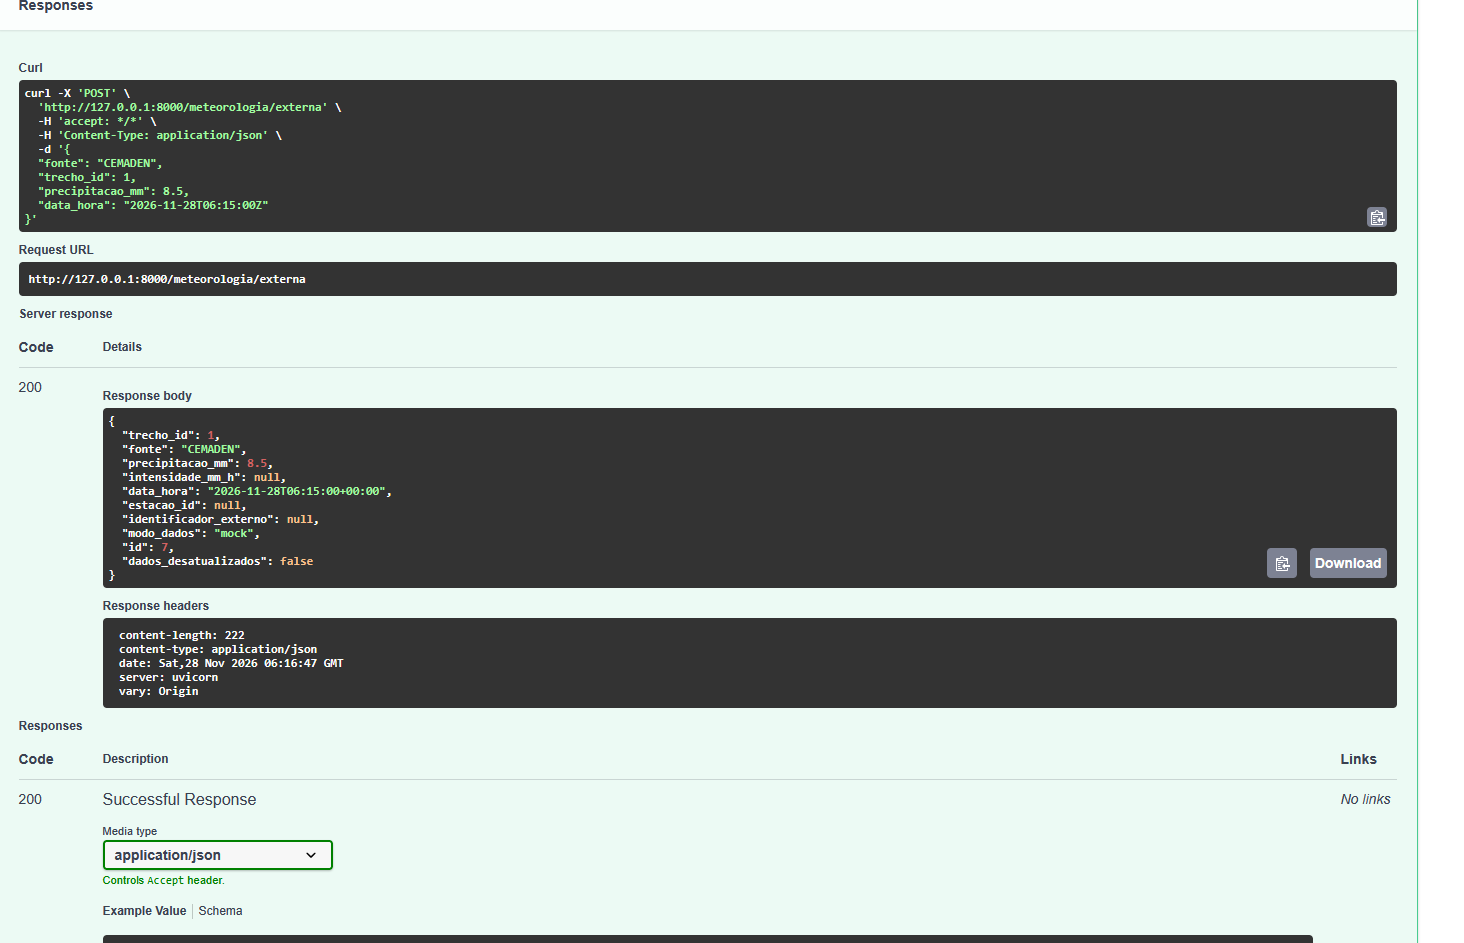 Responses
Curl
curl -X 'POST' \
  'http://127.0.0.1:8000/meteorologia/externa' \
  -H 'accept: */*' \
  -H 'Content-Type: application/json' \
  -d '{
  "fonte": "CEMADEN",
  "trecho_id": 1,
  "precipitacao_mm": 8.5,
  "data_hora": "2026-11-28T06:15:00Z"
}'
Request URL
http://127.0.0.1:8000/meteorologia/externa
Server response
Code Details
200
Response body
{
  "trecho_id": 1,
  "fonte": "CEMADEN",
  "precipitacao_mm": 8.5,
  "intensidade_mm_h": null,
  "data_hora": "2026-11-28T06:15:00+00:00",
  "estacao_id": null,
  "identificador_externo": null,
  "modo_dados": "mock",
  "id": 7,
  "dados_desatualizados": false
}
Download
Response headers
content-length: 222
content-type: application/json
date: Sat,28 Nov 2026 06:16:47 GMT
server: uvicorn
vary: Origin
Responses
Code Description Links
200 Successful Response No links
Media type
application/json
Controls Accept header.
Example Value Schema